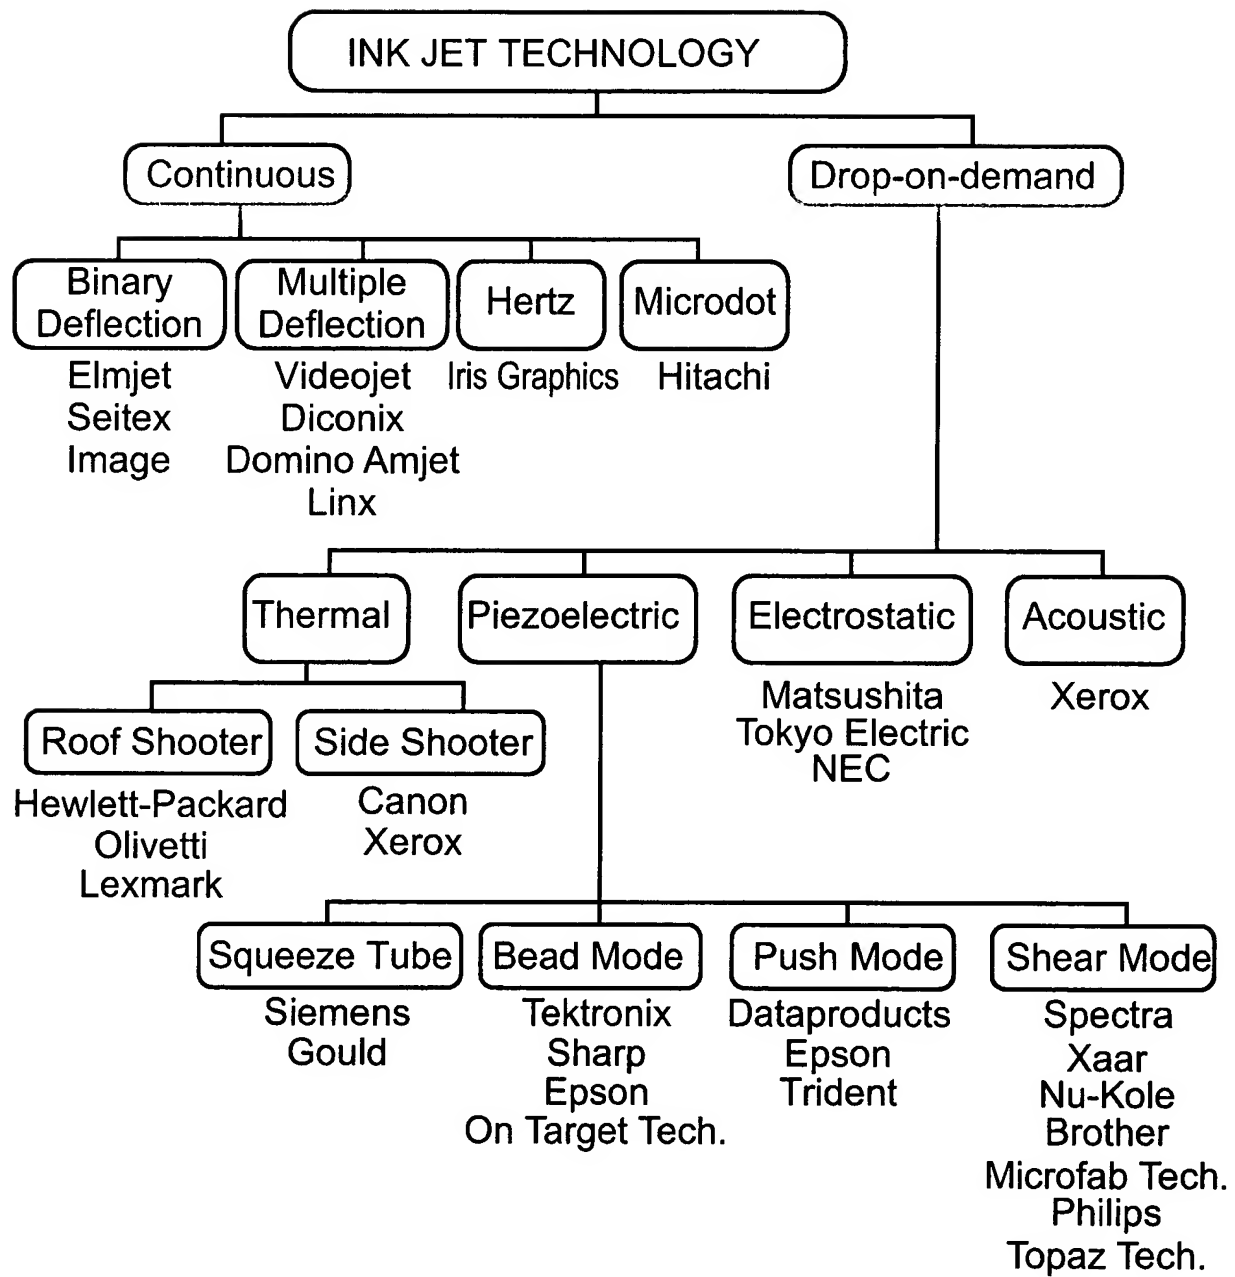 INK JET TECHNOLOGY
Continuous
Drop-on-demand
Binary
Deflection
Multiple
Deflection
Hertz
Microdot
Elmjet
Seitex
Image
Videojet
Diconix
Domino Amjet
Linx
Iris Graphics
Hitachi
Thermal
Piezoelectric
Electrostatic
Acoustic
Matsushita
Tokyo Electric
NEC
Xerox
Roof Shooter
Side Shooter
Hewlett-Packard
Olivetti
Lexmark
Canon
Xerox
Squeeze Tube
Bead Mode
Push Mode
Shear Mode
Siemens
Gould
Tektronix
Sharp
Epson
On Target Tech.
Dataproducts
Epson
Trident
Spectra
Xaar
Nu-Kole
Brother
Microfab Tech.
Philips
Topaz Tech.